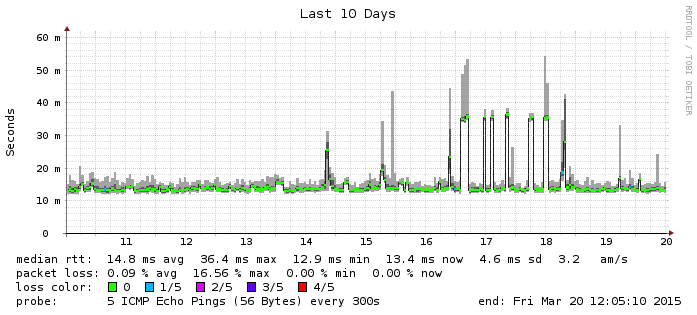 Last 10 Days
RRDTOOL / TOBI OETIKER
Seconds
60 m
50 m
40 m
30 m
20 m
10 m
0
11 12 13 14 15 16 17 18 19 20
median rtt: 14.8 ms avg 36.4 ms max 12.9 ms min 13.4 ms now 4.6 ms sd 3.2 am/s
packet loss: 0.09 % avg 16.56 % max 0.00 % min 0.00 % now
loss color: 0 1/5 2/5 3/5 4/5
probe: 5 ICMP Echo Pings (56 Bytes) every 300s end: Fri Mar 20 12:05:10 2015